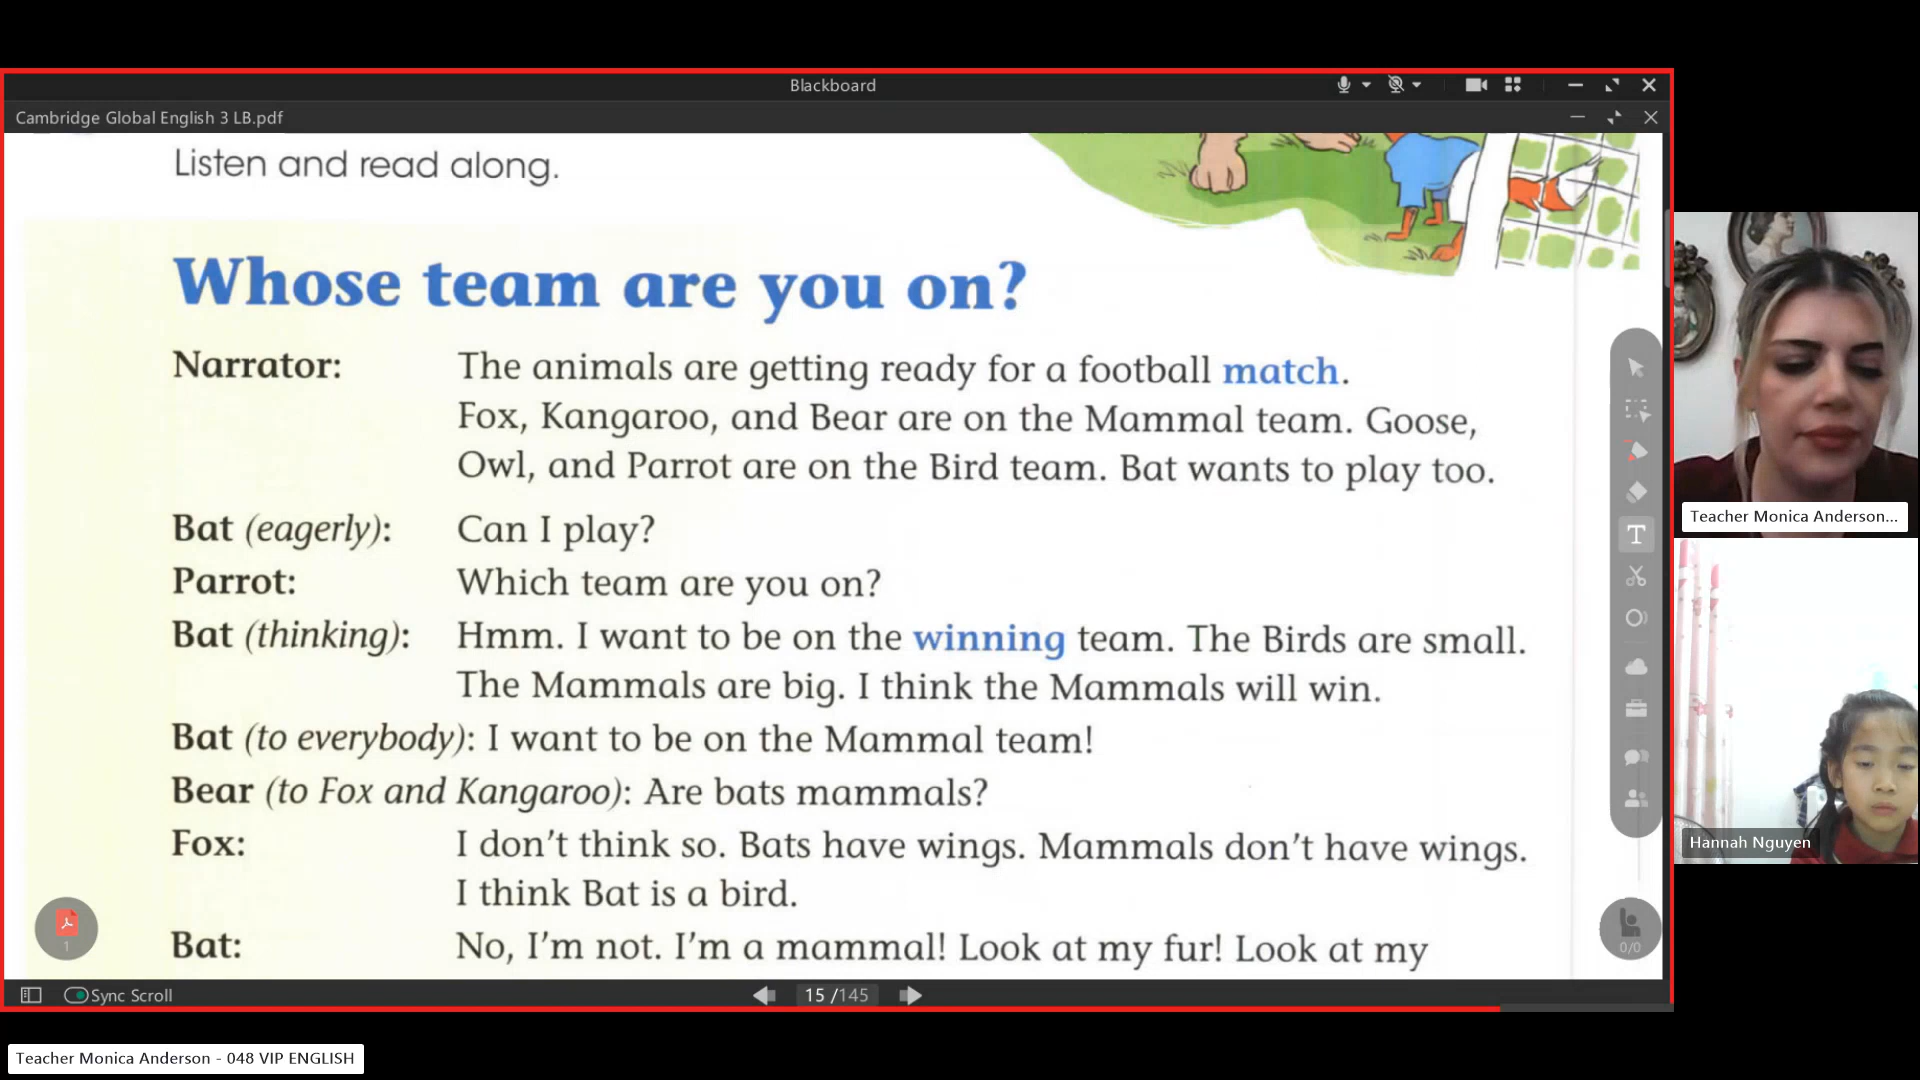 Blackboard
Cambridge Global English 3 LB.pdf
Listen and read along.
Whose team are you on?
Narrator: The animals are getting ready for a football match.
Fox, Kangaroo, and Bear are on the Mammal team. Goose,
Owl, and Parrot are on the Bird team. Bat wants to play too.
Bat (eagerly): Can I play?
Parrot: Which team are you on?
Bat (thinking): Hmm. I want to be on the winning team. The Birds are small.
The Mammals are big. I think the Mammals will win.
Bat (to everybody): I want to be on the Mammal team!
Bear (to Fox and Kangaroo): Are bats mammals?
Fox: I don't think so. Bats have wings. Mammals don't have wings.
I think Bat is a bird.
Bat: No, I'm not. I'm a mammal! Look at my fur! Look at my
1
0/0
Sync Scroll
15 /145
Teacher Monica Anderson...
Hannah Nguyen
Teacher Monica Anderson - 048 VIP ENGLISH